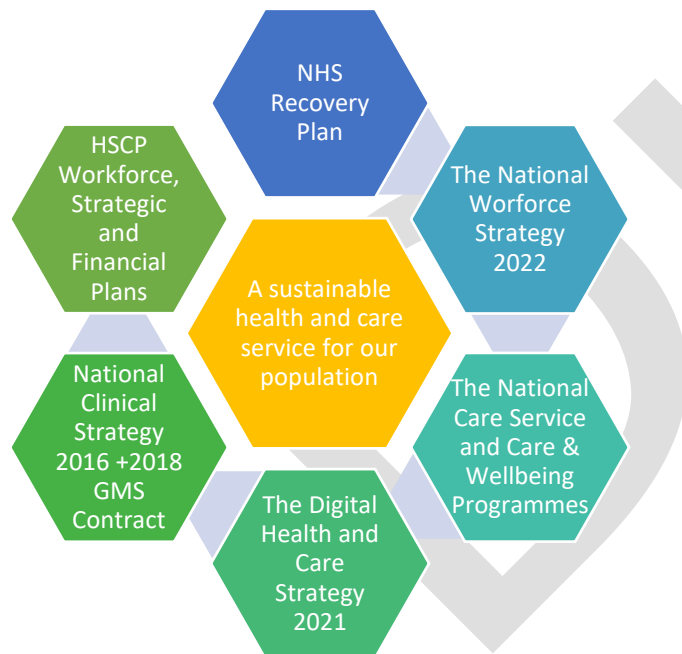 NHS
Recovery
Plan
The National
Worforce
Strategy
2022
The National
Care Service
and Care &
Wellbeing
Programmes
The Digital
Health and
Care
Strategy
2021
National
Clinical
Strategy
2016 +2018
GMS
Contract
HSCP
Workforce,
Strategic
and
Financial
Plans
A sustainable
health and care
service for our
population